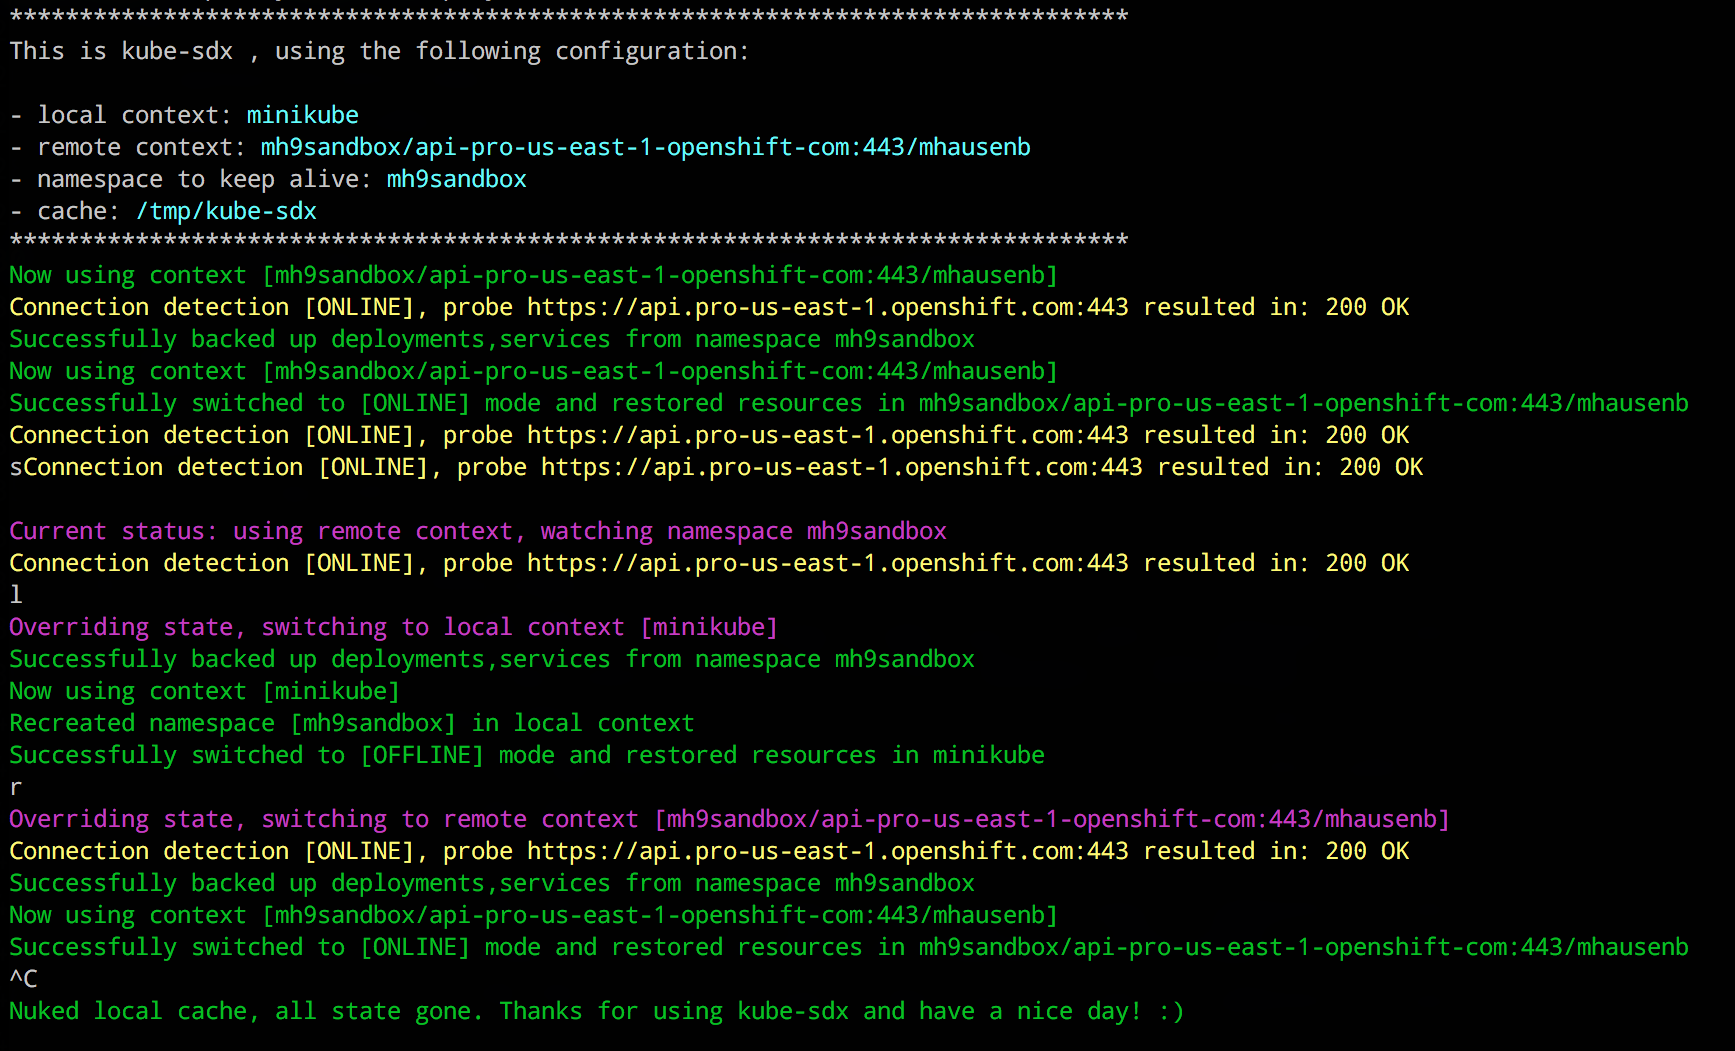 ********************************************************************************
This is kube-sdx , using the following configuration:
- local context: minikube
- remote context: mh9sandbox/api-pro-us-east-1-openshift-com:443/mhausenb
- namespace to keep alive: mh9sandbox
- cache: /tmp/kube-sdx
********************************************************************************
Now using context [mh9sandbox/api-pro-us-east-1-openshift-com:443/mhausenb]
Connection detection [ONLINE], probe https://api.pro-us-east-1.openshift.com:443 resulted in: 200 OK
Successfully backed up deployments,services from namespace mh9sandbox
Now using context [mh9sandbox/api-pro-us-east-1-openshift-com:443/mhausenb]
Successfully switched to [ONLINE] mode and restored resources in mh9sandbox/api-pro-us-east-1-openshift-com:443/mhausenb
Connection detection [ONLINE], probe https://api.pro-us-east-1.openshift.com:443 resulted in: 200 OK
sConnection detection [ONLINE], probe https://api.pro-us-east-1.openshift.com:443 resulted in: 200 OK
Current status: using remote context, watching namespace mh9sandbox
Connection detection [ONLINE], probe https://api.pro-us-east-1.openshift.com:443 resulted in: 200 OK
l
Overriding state, switching to local context [minikube]
Successfully backed up deployments,services from namespace mh9sandbox
Now using context [minikube]
Recreated namespace [mh9sandbox] in local context
Successfully switched to [OFFLINE] mode and restored resources in minikube
r
Overriding state, switching to remote context [mh9sandbox/api-pro-us-east-1-openshift-com:443/mhausenb]
Connection detection [ONLINE], probe https://api.pro-us-east-1.openshift.com:443 resulted in: 200 OK
Successfully backed up deployments,services from namespace mh9sandbox
Now using context [mh9sandbox/api-pro-us-east-1-openshift-com:443/mhausenb]
Successfully switched to [ONLINE] mode and restored resources in mh9sandbox/api-pro-us-east-1-openshift-com:443/mhausenb
^C
Nuked local cache, all state gone. Thanks for using kube-sdx and have a nice day! :)